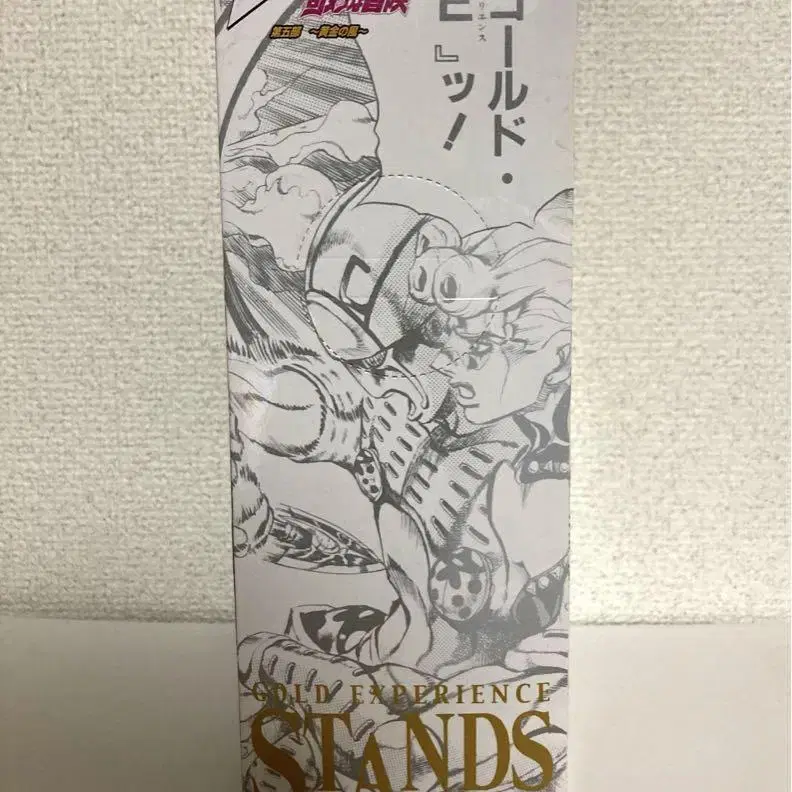 第五部 ~黄金の風~
ゴールド・
リエンス
』ッ!
GOLD EXPERIENCE
STANDS